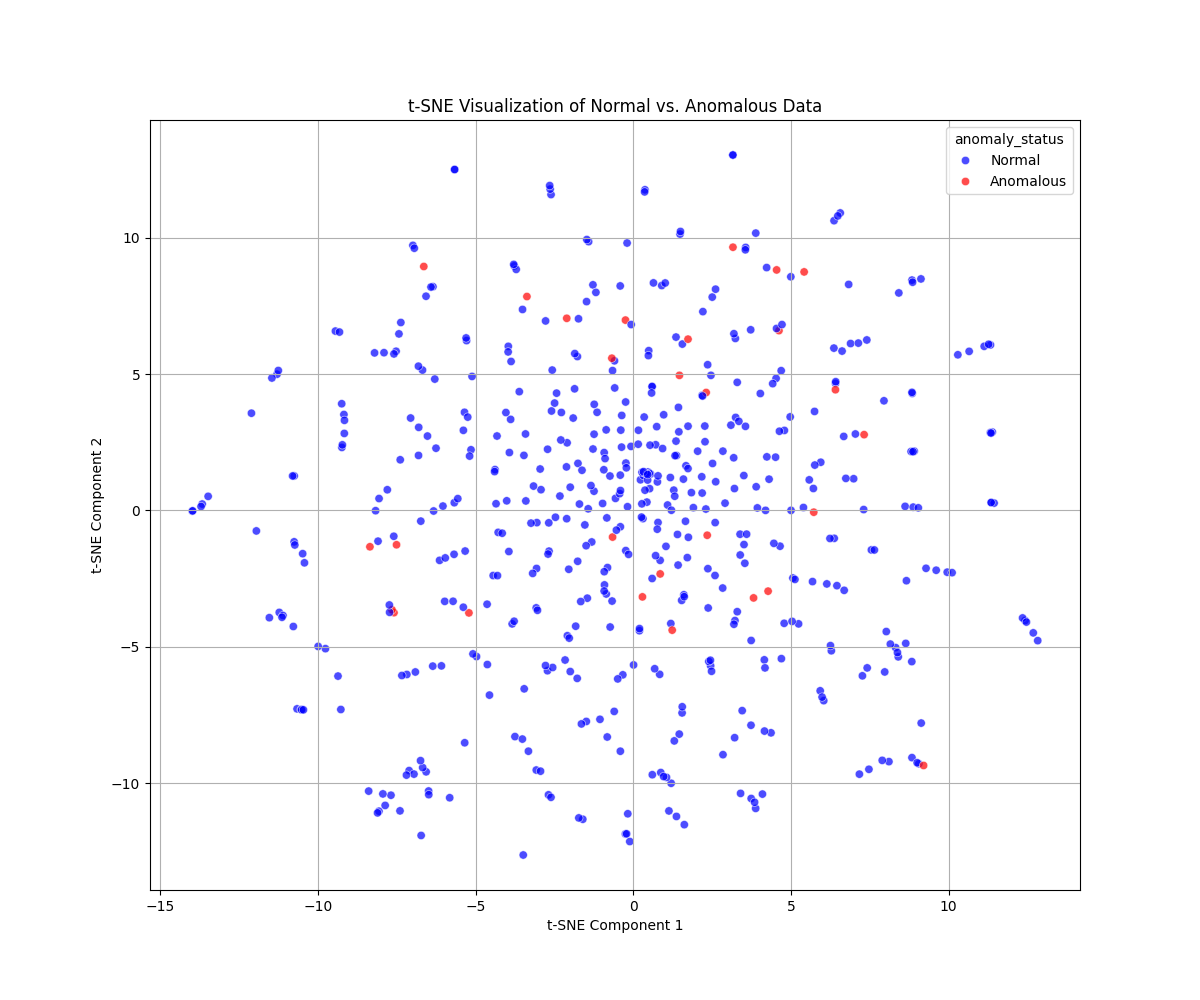 t-SNE Visualization of Normal vs. Anomalous Data
anomaly_status
Normal
Anomalous
10
5
0
−5
−10
t-SNE Component 2
−15
−10
−5
0
5
10
t-SNE Component 1